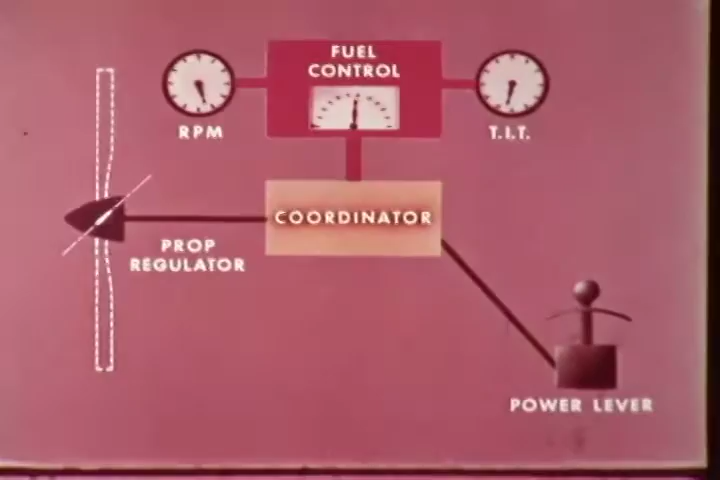 FUEL
CONTROL
RPM
T.I.T.
COORDINATOR
PROP
REGULATOR
POWER LEVER